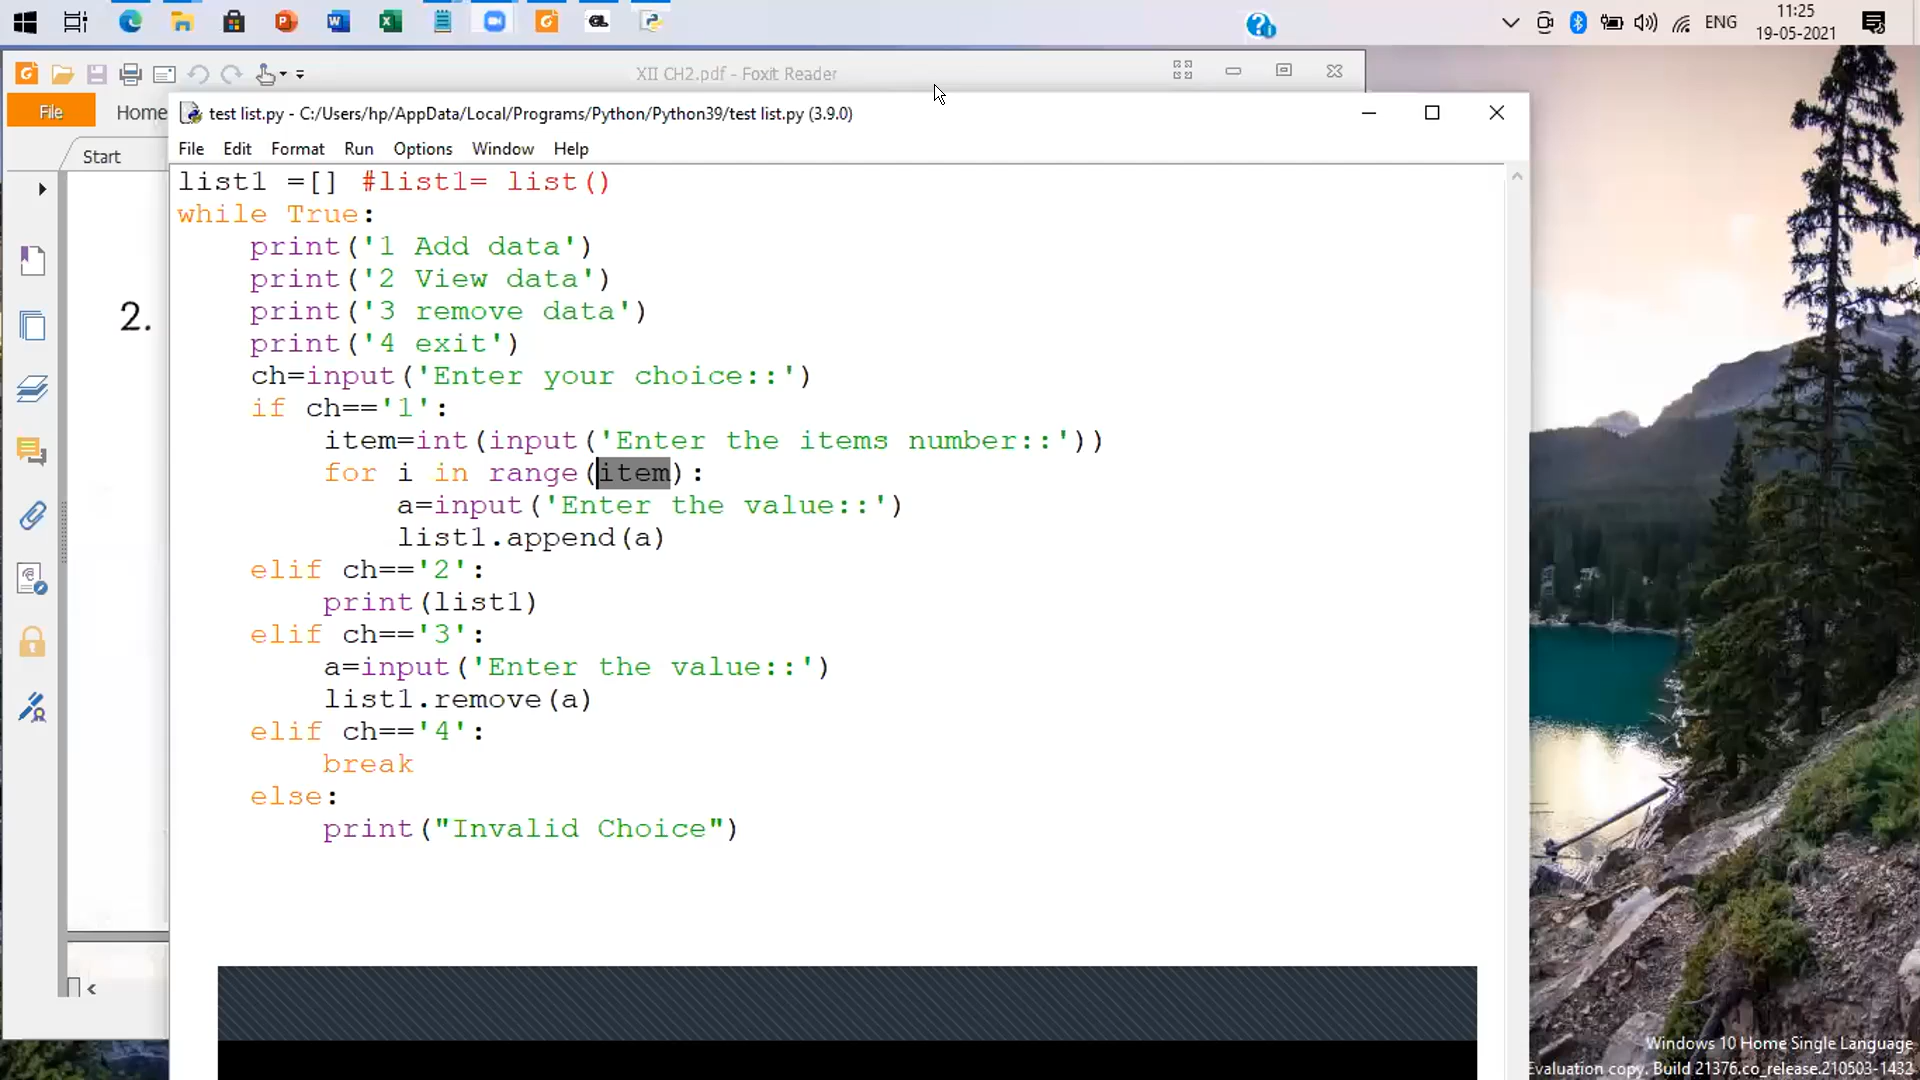 11:25
ENG
19-05-2021
XII CH2.pdf - Foxit Reader
File
Home
test list.py - C:/Users/hp/AppData/Local/Programs/Python/Python39/test list.py (3.9.0)
Start
File Edit Format Run Options Window Help
list1 =[] #list1= list()
while True:
print('1 Add data')
print('2 View data')
2.
print('3 remove data')
print('4 exit')
ch=input('Enter your choice::')
if ch=='1':
item=int(input('Enter the items number::'))
for i in range(item):
a=input('Enter the value::')
list1.append(a)
elif ch=='2':
print(list1)
elif ch=='3':
a=input('Enter the value::')
list1.remove(a)
elif ch=='4':
break
else:
print("Invalid Choice")
Windows 10 Home Single Language
Evaluation copy. Build 21376.co_release.210503-1432